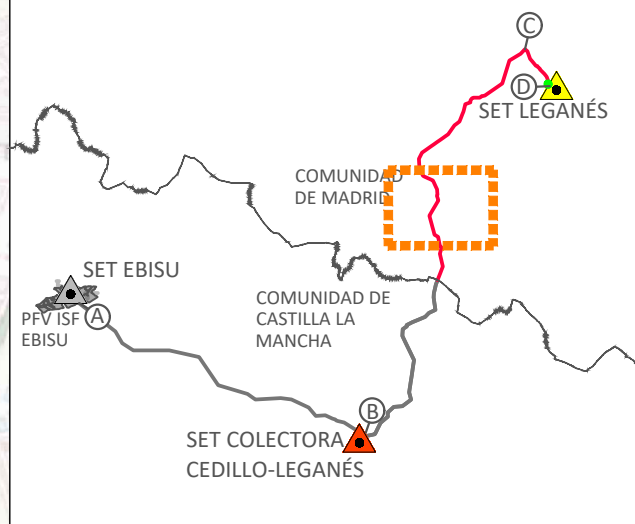 C
D
SET LEGANÉS
COMUNIDAD
DE MADRID
SET EBISU
COMUNIDAD DE
CASTILLA LA
MANCHA
PFV ISF
EBISU
A
B
SET COLECTORA
CEDILLO-LEGANÉS